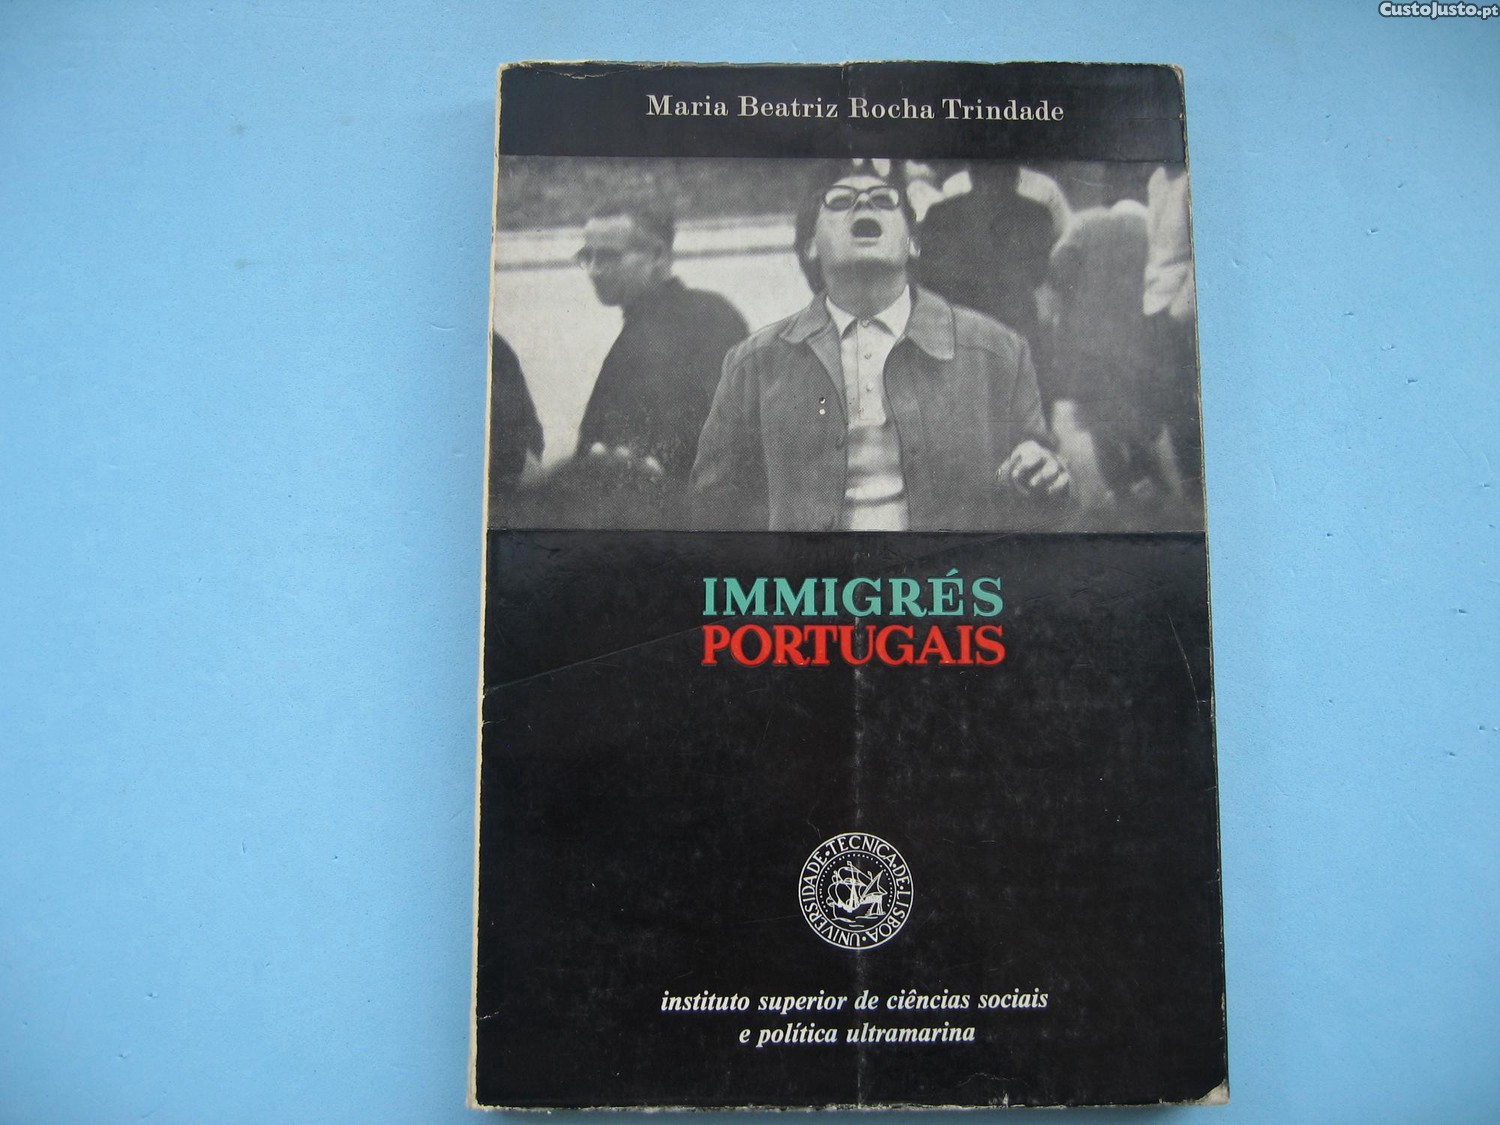 CustoJusto.pt
Maria Beatriz Rocha Trindade
IMMIGRÉS
PORTUGAIS
UNIVERSIDADE·TECNICA·DE·LISBOA·
instituto superior de ciências sociais
e política ultramarina